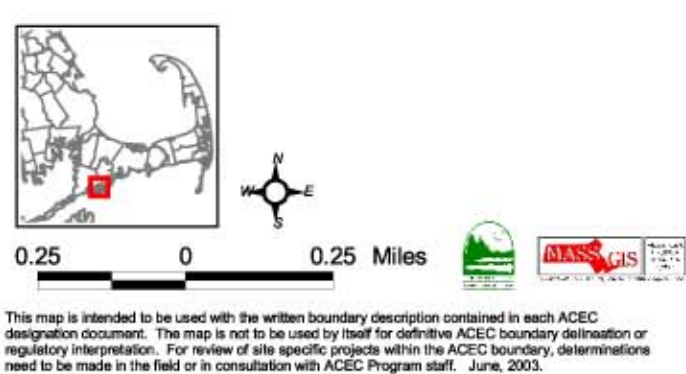 N
W E
S
0.25 0 0.25 Miles
MASS GIS
This map is intended to be used with the written boundary description contained in each ACEC
designation document. The map is not to be used by itself for definitive ACEC boundary delineation or
regulatory interpretation. For review of site specific projects within the ACEC boundary, determinations
need to be made in the field or in consultation with ACEC Program staff. June, 2003.